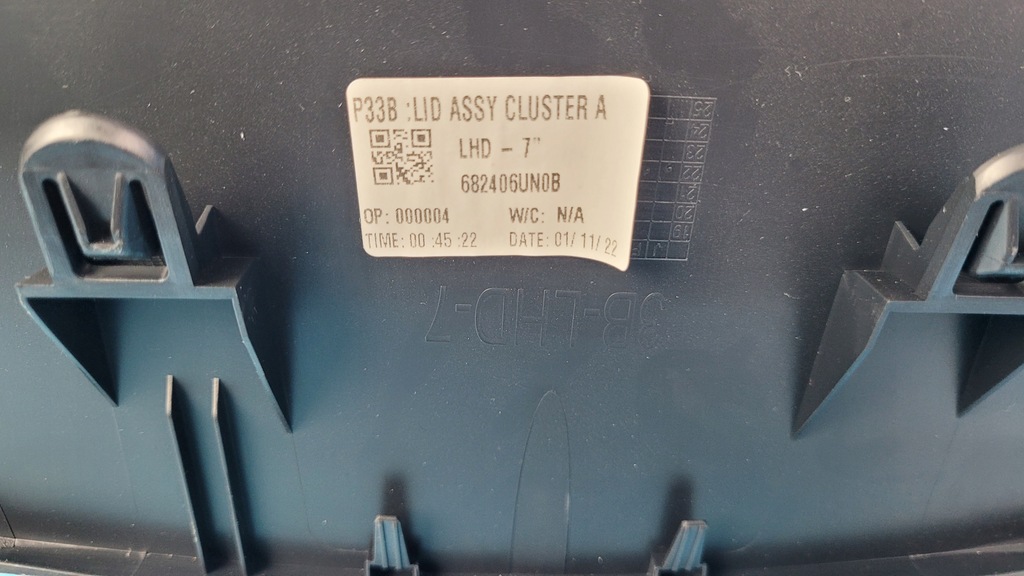 P33B :LID ASSY CLUSTER A
LHD - 7"
682406UN0B
OP: 000004 W/C: N/A
TIME: 00 :45 :22 DATE: 01/ 11/ 22
3B-LHD-7